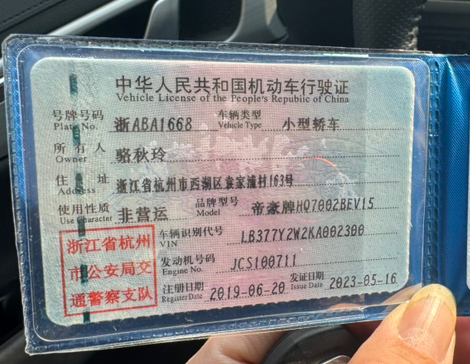 中华人民共和国机动车行驶证
Vehicle License of the People's Republic of China
号牌号码 浙ABA1668 车辆类型 小型轿车
Plate No. Vehicle Type
所有人 骆秋玲
Owner
住址 浙江省杭州市西湖区袁家浦村163号
Address
使用性质 非营运 品牌型号 帝豪牌HQ7002BEV15
Use Character Model
浙江省杭州
市公安局交
通警察支队
车辆识别代号 LB377Y2W2KA002300
VIN
发动机号码 JCS100711
Engine No.
注册日期 2019-06-20 发证日期 2023-05-16
Register Date Issue Date